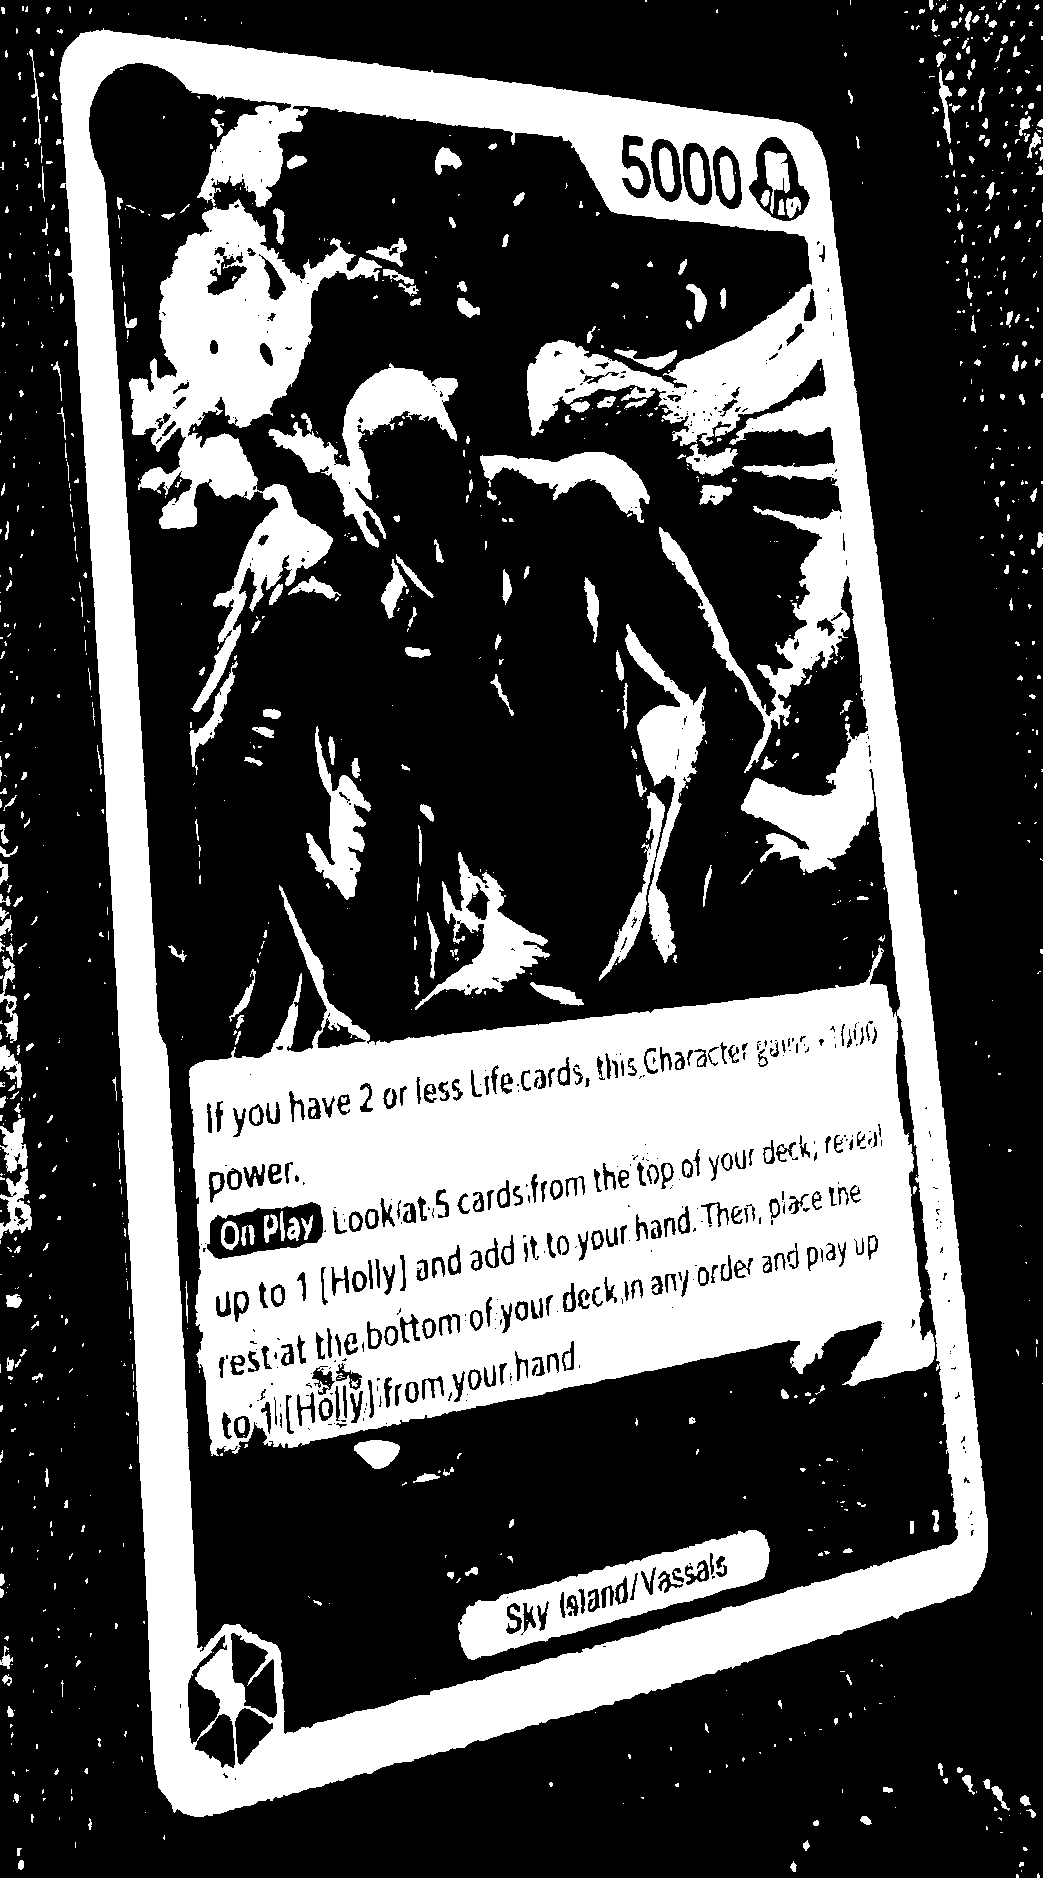 5000
If you have 2 or less Life cards, this Character gains +1000
power.
On Play Look at 5 cards from the top of your deck; reveal
up to 1 [Holly] and add it to your hand. Then, place the
rest at the bottom of your deck in any order and play up
to 1 [Holly] from your hand.
Sky Island/Vassals